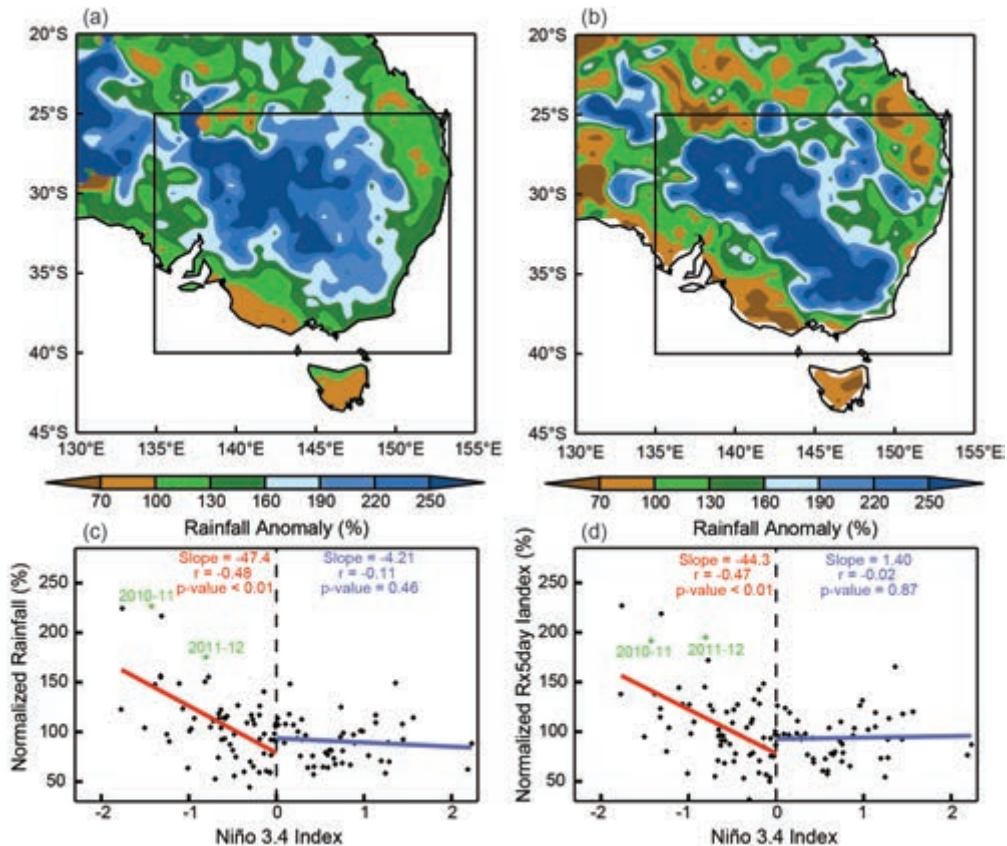 (a)
(b)
20°S
25°S
30°S
35°S
40°S
45°S
130°E 135°E 140°E 145°E 150°E 155°E
20°S
25°S
30°S
35°S
40°S
45°S
130°E 135°E 140°E 145°E 150°E 155°E
70 100 130 160 190 220 250
Rainfall Anomaly (%)
70 100 130 160 190 220 250
Rainfall Anomaly (%)
(c)
Slope = -47.4
r = -0.48
p-value < 0.01
Slope = -4.21
r = -0.11
p-value = 0.46
2010-11
2011-12
Normalized Rainfall (%)
250
200
150
100
50
-2 -1 0 1 2
Niño 3.4 Index
(d)
Slope = -44.3
r = -0.47
p-value < 0.01
Slope = 1.40
r = -0.02
p-value = 0.87
2010-11
2011-12
Normalized Rx5day Iandex (%)
250
200
150
100
50
-2 -1 0 1 2
Niño 3.4 Index